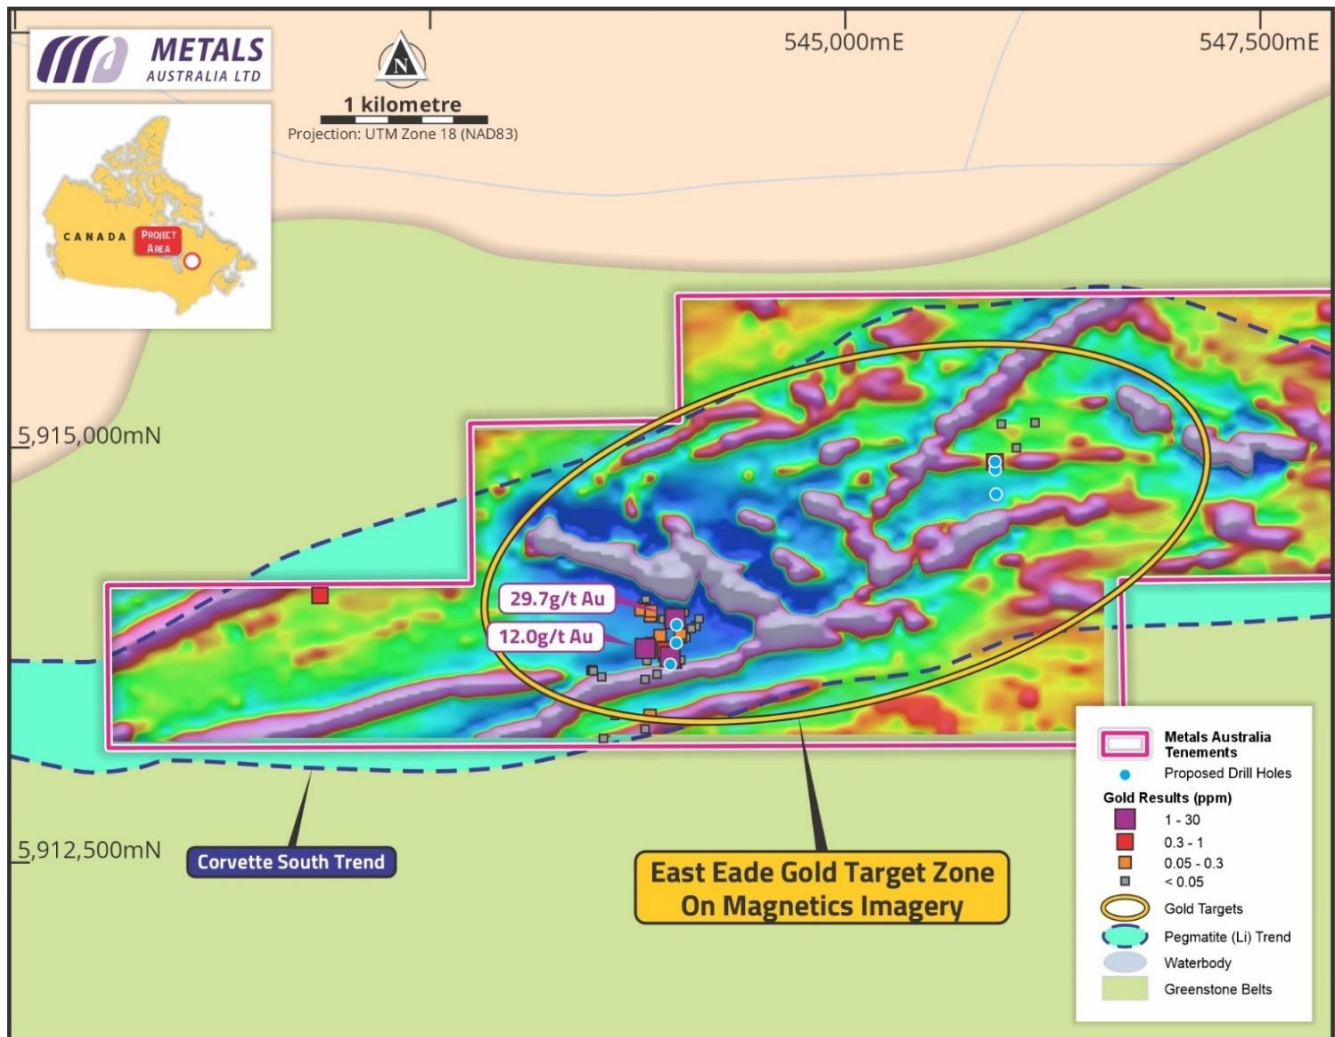 METALS
AUSTRALIA LTD
N
1 kilometre
Projection: UTM Zone 18 (NAD83)
545,000mE
547,500mE
CANADA
PROJECT
AREA
5,915,000mN
29.7g/t Au
12.0g/t Au
5,912,500mN
Corvette South Trend
East Eade Gold Target Zone
On Magnetics Imagery
Metals Australia
Tenements
Proposed Drill Holes
Gold Results (ppm)
1 - 30
0.3 - 1
0.05 - 0.3
< 0.05
Gold Targets
Pegmatite (Li) Trend
Waterbody
Greenstone Belts